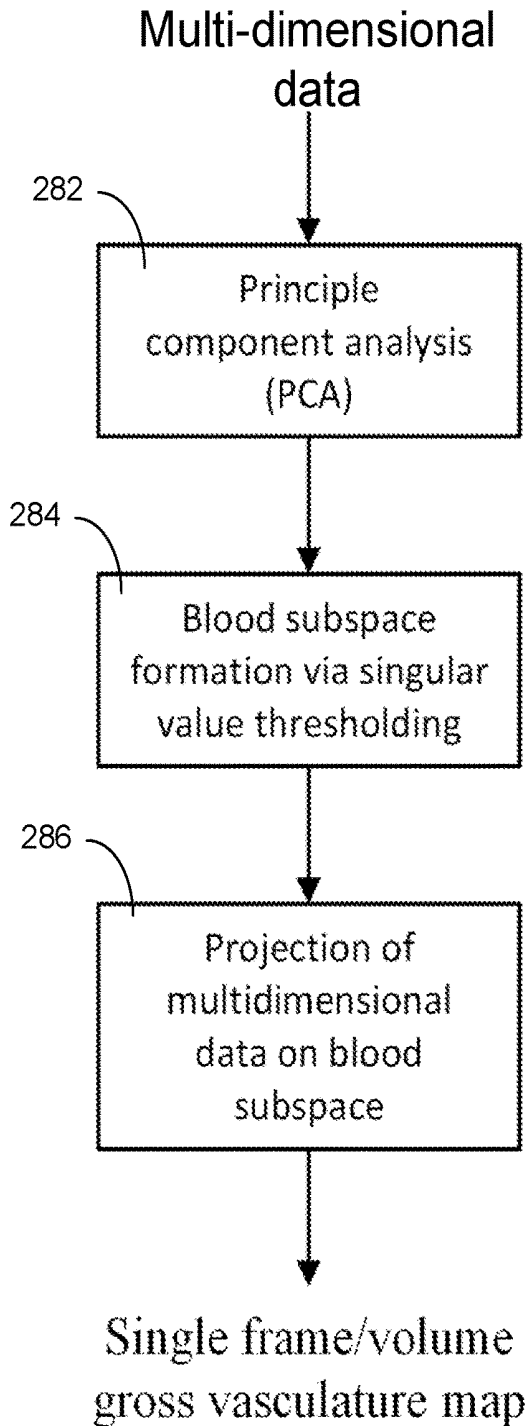 Multi-dimensional
data
282
Principle
component analysis
(PCA)
284
Blood subspace
formation via singular
value thresholding
286
Projection of
multidimensional
data on blood
subspace
Single frame/volume
gross vasculature map